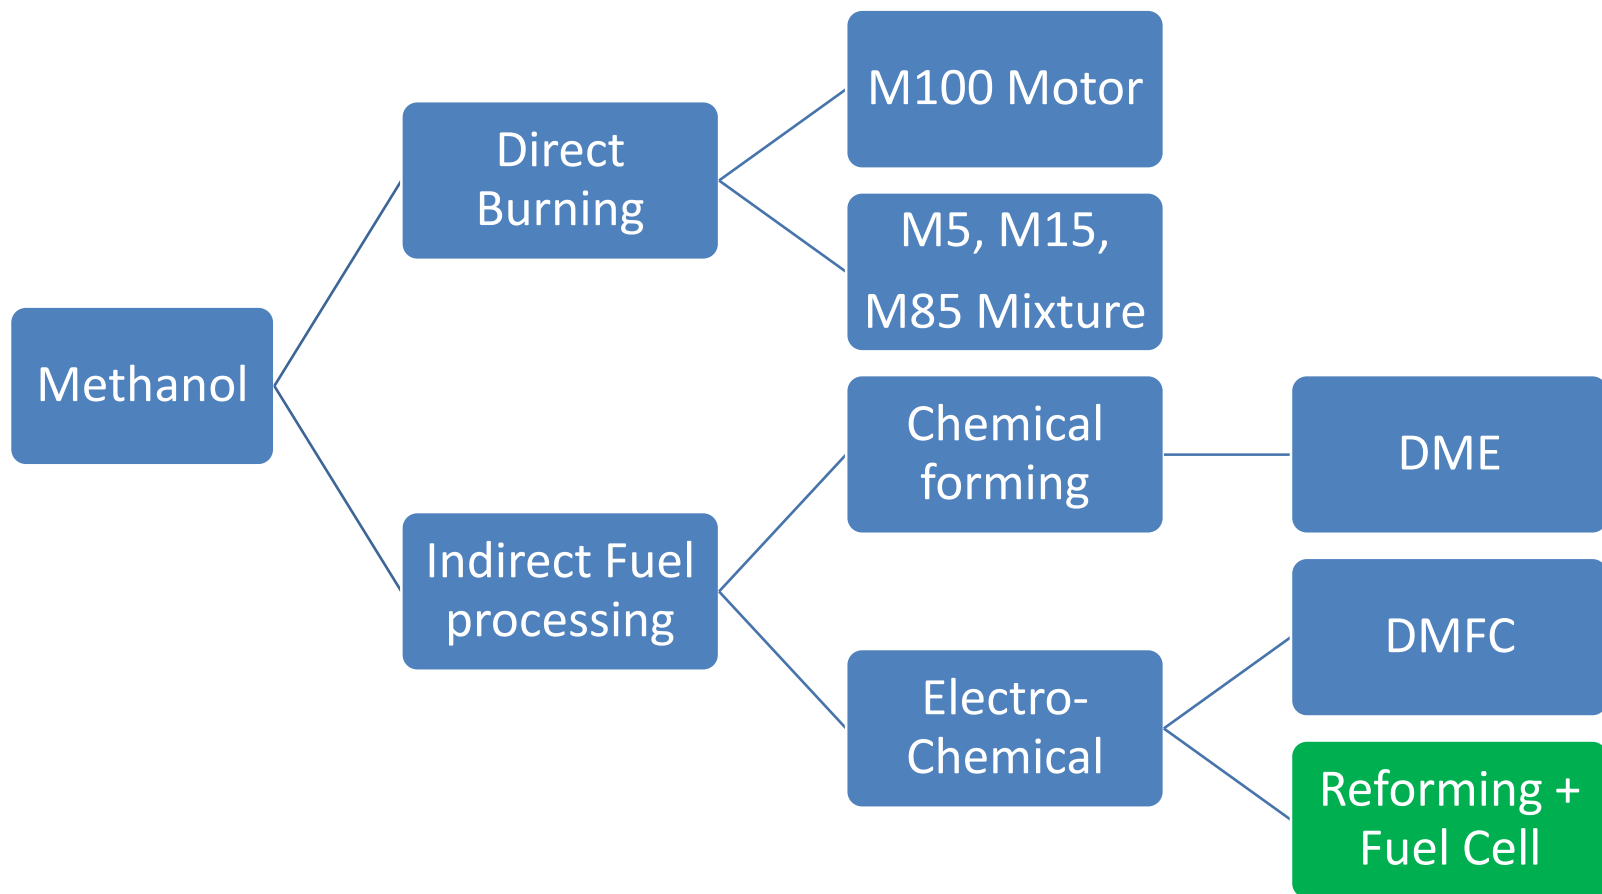 Methanol
Direct
Burning
M100 Motor
M5, M15,
M85 Mixture
Indirect Fuel
processing
Chemical
forming
DME
Electro-
Chemical
DMFC
Reforming +
Fuel Cell